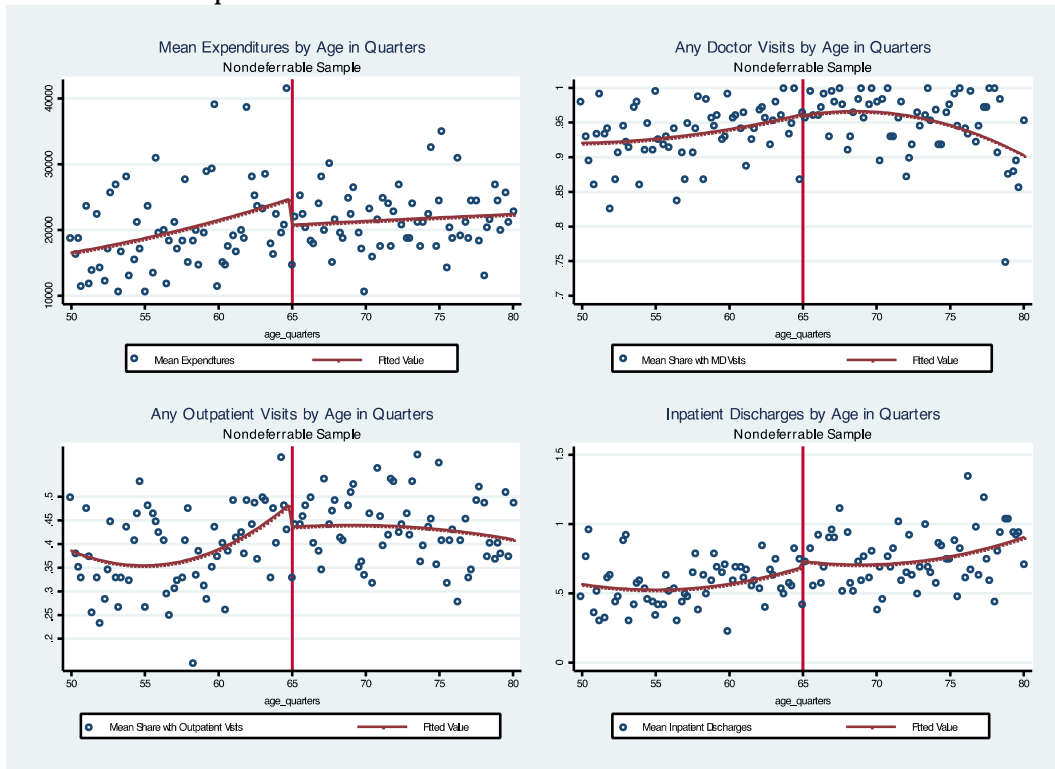 Mean Expenditures by Age in Quarters
Nondeferrable Sample
40000
30000
20000
10000
50 55 60 65 70 75 80
age_quarters
Mean Expenditures Fitted Value
Any Doctor Visits by Age in Quarters
Nondeferrable Sample
1
.95
.9
.85
.8
.75
.7
50 55 60 65 70 75 80
age_quarters
Mean Share with MD Visits Fitted Value
Any Outpatient Visits by Age in Quarters
Nondeferrable Sample
.5
.45
.4
.35
.3
.25
.2
50 55 60 65 70 75 80
age_quarters
Mean Share with Outpatient Visits Fitted Value
Inpatient Discharges by Age in Quarters
Nondeferrable Sample
1.5
1
.5
0
50 55 60 65 70 75 80
age_quarters
Mean Inpatient Discharges Fitted Value